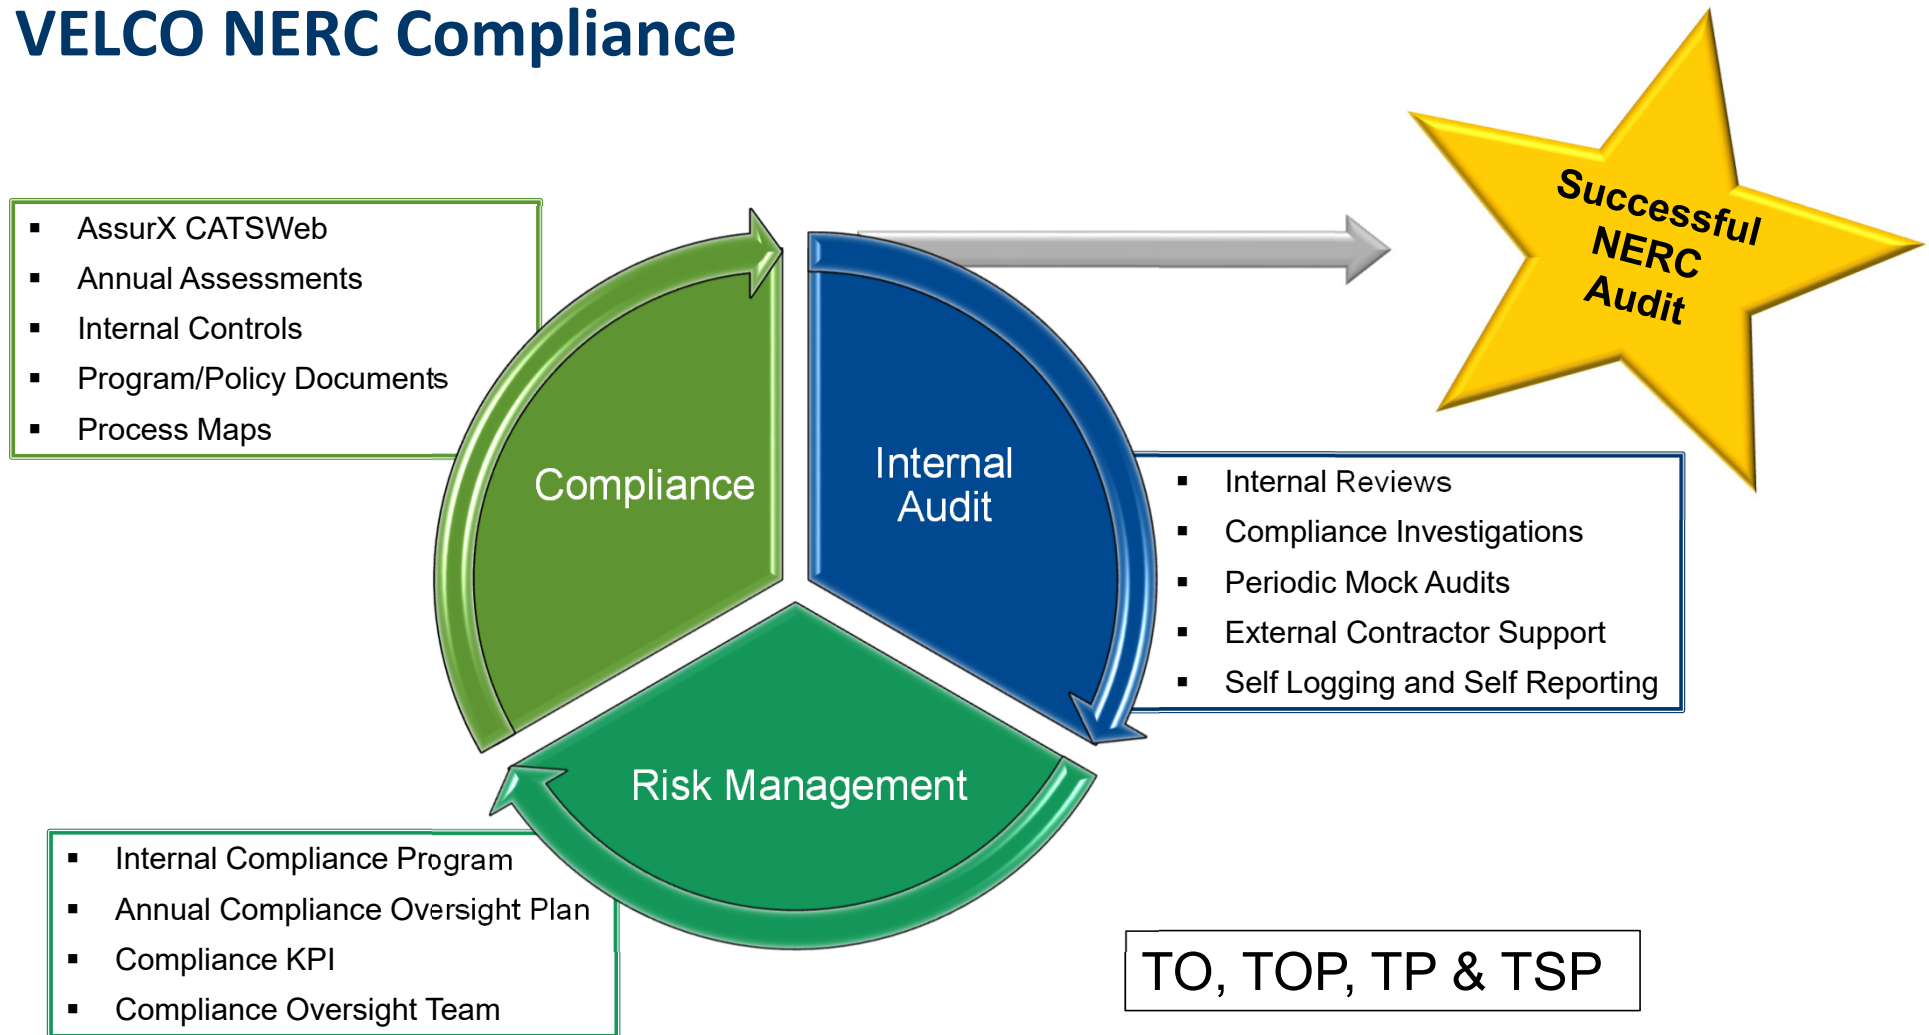 VELCO NERC Compliance
Successful
NERC
Audit
▪ AssurX CATSWeb
▪ Annual Assessments
▪ Internal Controls
▪ Program/Policy Documents
▪ Process Maps
Compliance
Internal
Audit
▪ Internal Reviews
▪ Compliance Investigations
▪ Periodic Mock Audits
▪ External Contractor Support
▪ Self Logging and Self Reporting
Risk Management
▪ Internal Compliance Program
▪ Annual Compliance Oversight Plan
▪ Compliance KPI
▪ Compliance Oversight Team
TO, TOP, TP & TSP